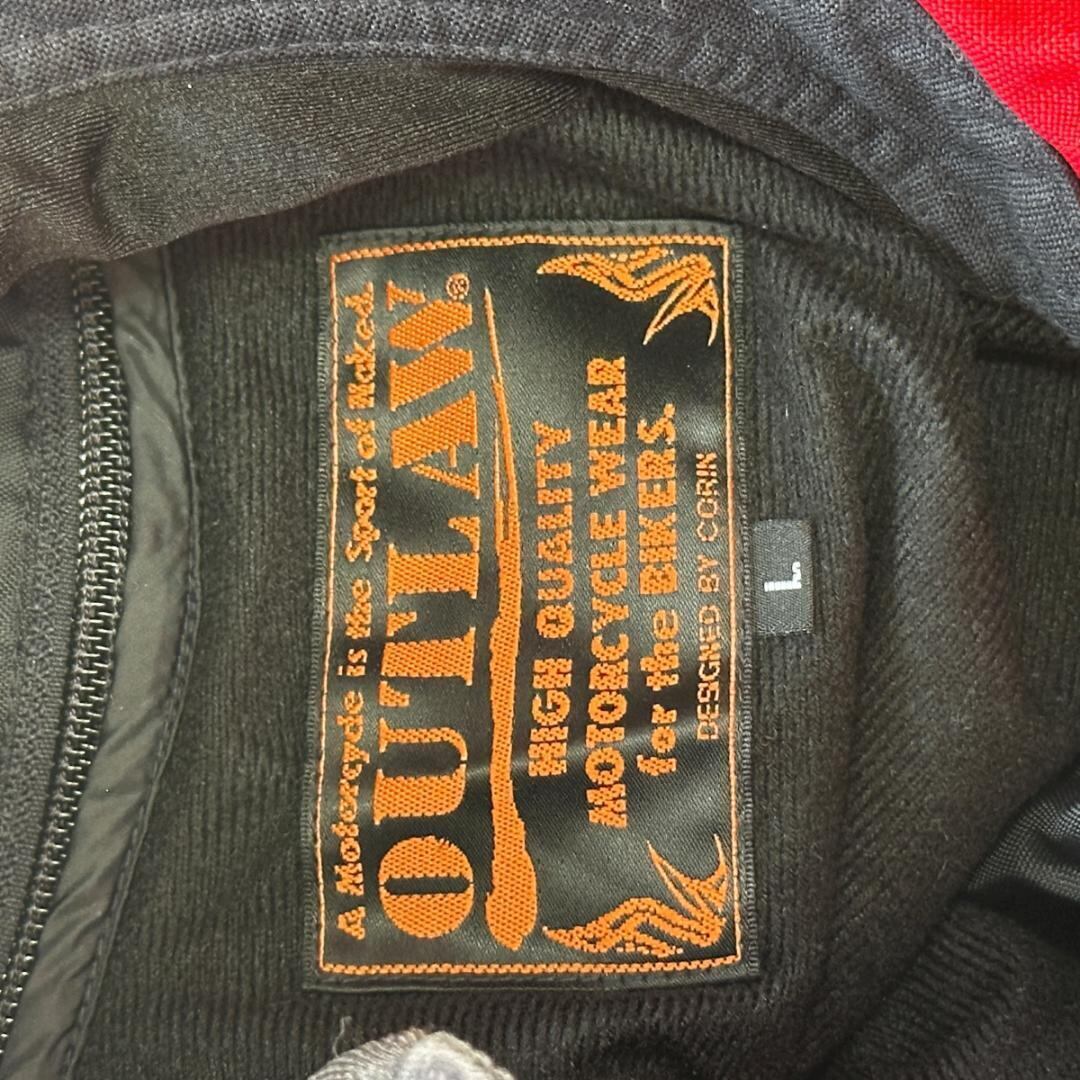 A Motorcycle is the Sport of Naked.
OUTLAW®
HIGH QUALITY
MOTORCYCLE WEAR
for the BIKERS.
DESIGNED BY CORIN
L